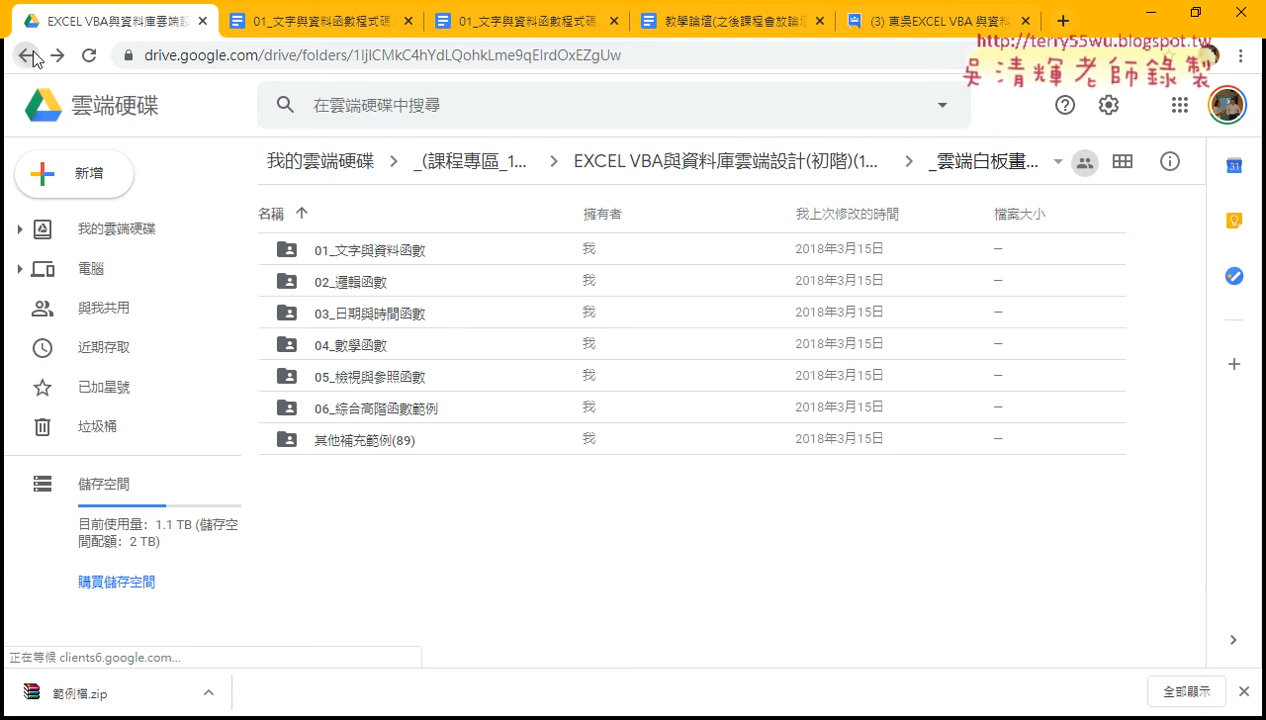 EXCEL VBA與資料庫雲端設
01_文字與資料函數程式碼
01_文字與資料函數程式碼
教學論壇(之後課程會放論壇
(3) 東吳EXCEL VBA 與資料
drive.google.com/drive/folders/1IjlCMkC4hYdLQohkLme9qElrdOxEZgUw
http://terry55wu.blogspot.tw
吳清輝老師錄製
雲端硬碟
在雲端硬碟中搜尋
新增
我的雲端硬碟
電腦
與我共用
近期存取
已加星號
垃圾桶
儲存空間
目前使用量：1.1 TB (儲存空
間配額：2 TB)
購買儲存空間
我的雲端硬碟
_(課程專區_1...
EXCEL VBA與資料庫雲端設計(初階)(1...
_雲端白板畫...
名稱 擁有者 我上次修改的時間 檔案大小
01_文字與資料函數 我 2018年3月15日 –
02_邏輯函數 我 2018年3月15日 –
03_日期與時間函數 我 2018年3月15日 –
04_數學函數 我 2018年3月15日 –
05_檢視與參照函數 我 2018年3月15日 –
06_綜合高階函數範例 我 2018年3月15日 –
其他補充範例(89) 我 2018年3月15日 –
31
正在等候 clients6.google.com...
範例檔.zip
全部顯示